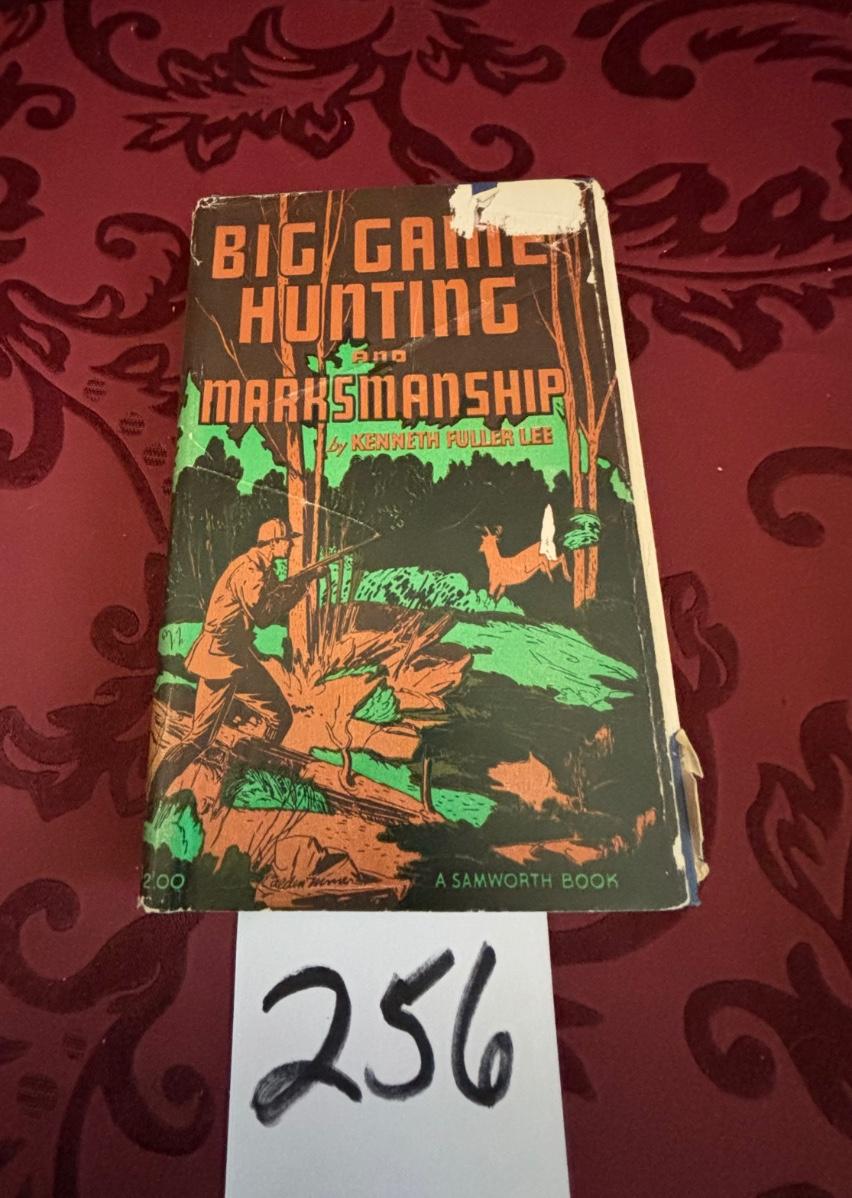 BIG GAME
HUNTING
AND
MARKSMANSHIP
by KENNETH FULLER LEE
2.00
A SAMWORTH BOOK
256